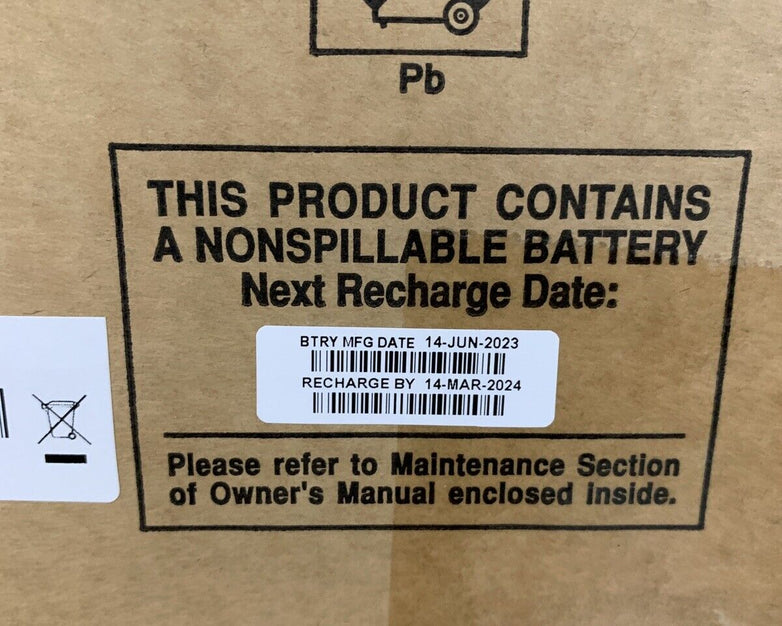 Pb
THIS PRODUCT CONTAINS
A NONSPILLABLE BATTERY
Next Recharge Date:
BTRY MFG DATE 14-JUN-2023
RECHARGE BY 14-MAR-2024
Please refer to Maintenance Section
of Owner's Manual enclosed inside.